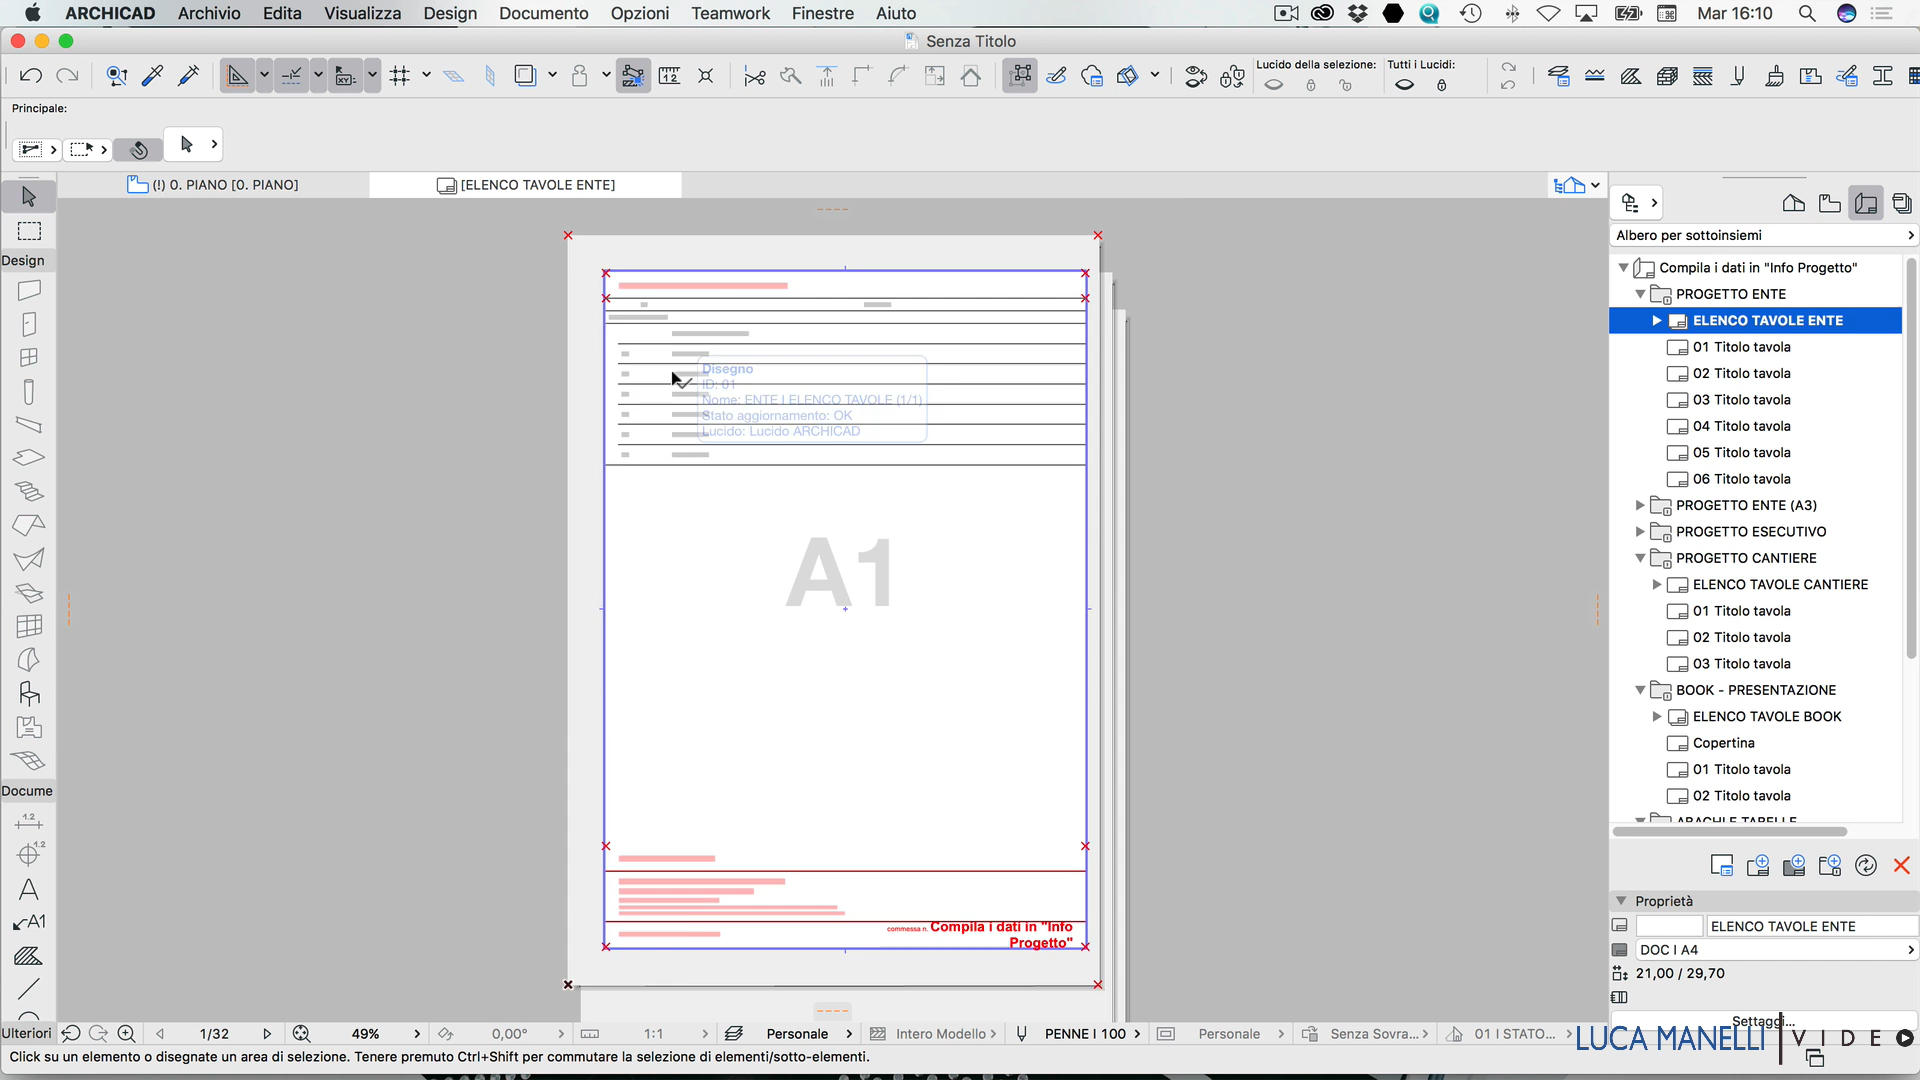 ARCHICAD Archivio Edita Visualizza Design Documento Opzioni Teamwork Finestre Aiuto Mar 16:10
Senza Titolo
Lucido della selezione: Tutti i Lucidi:
Principale:
(!) 0. PIANO [0. PIANO]
[ELENCO TAVOLE ENTE]
Design
Docume
Ulteriori
Albero per sottoinsiemi
Compila i dati in "Info Progetto"
PROGETTO ENTE
ELENCO TAVOLE ENTE
01 Titolo tavola
02 Titolo tavola
03 Titolo tavola
04 Titolo tavola
05 Titolo tavola
06 Titolo tavola
PROGETTO ENTE (A3)
PROGETTO ESECUTIVO
PROGETTO CANTIERE
ELENCO TAVOLE CANTIERE
01 Titolo tavola
02 Titolo tavola
03 Titolo tavola
BOOK - PRESENTAZIONE
ELENCO TAVOLE BOOK
Copertina
01 Titolo tavola
02 Titolo tavola
ABACHI E TABELLE
Disegno
ID: 01
Nome: ENTE I ELENCO TAVOLE (1/1)
Stato aggiornamento: OK
Lucido: Lucido ARCHICAD
A1
commessa n. Compila i dati in "Info
Progetto"
Proprietà
ELENCO TAVOLE ENTE
DOC I A4
21,00 / 29,70
Settaggi...
1/32 49% 0,00° 1:1 Personale Intero Modello PENNE I 100 Personale Senza Sovra... 01 I STATO...
Click su un elemento o disegnate un area di selezione. Tenere premuto Ctrl+Shift per commutare la selezione di elementi/sotto-elementi.
LUCA MANELLI VIDEO